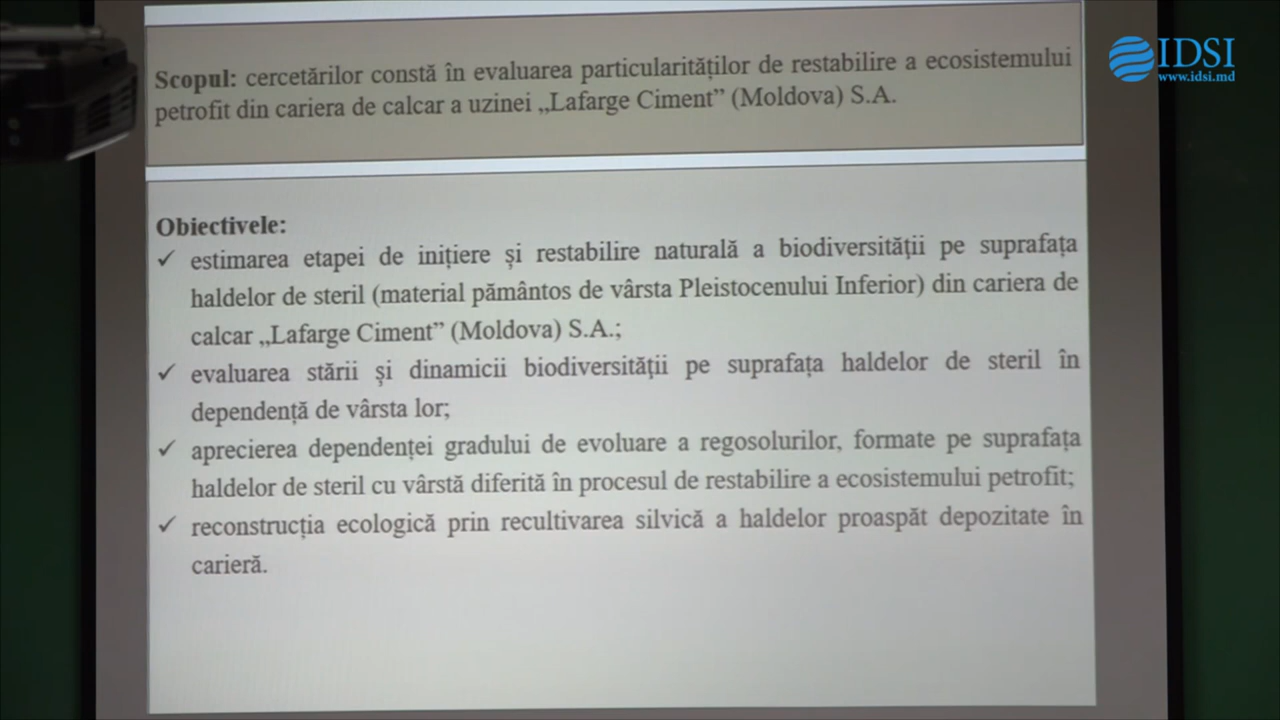 IDSI
www.idsi.md
Scopul: cercetărilor constă în evaluarea particularităților de restabilire a ecosistemului
petrofit din cariera de calcar a uzinei „Lafarge Ciment” (Moldova) S.A.
Obiectivele:
✓ estimarea etapei de inițiere și restabilire naturală a biodiversității pe suprafața
haldelor de steril (material pământos de vârsta Pleistocenului Inferior) din cariera de
calcar „Lafarge Ciment” (Moldova) S.A.;
✓ evaluarea stării și dinamicii biodiversității pe suprafața haldelor de steril în
dependență de vârsta lor;
✓ aprecierea dependenței gradului de evoluare a regosolurilor, formate pe suprafața
haldelor de steril cu vârstă diferită în procesul de restabilire a ecosistemului petrofit;
✓ reconstrucția ecologică prin recultivarea silvică a haldelor proaspăt depozitate în
carieră.